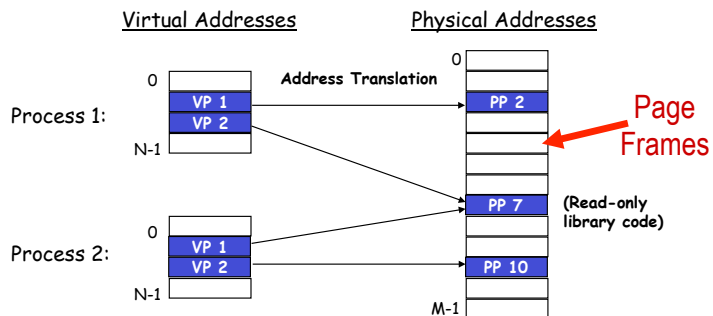 Virtual Addresses
Physical Addresses
0
0
Address Translation
Process 1:
VP 1
VP 2
N-1
PP 2
Page
Frames
PP 7
(Read-only
library code)
0
Process 2:
VP 1
VP 2
N-1
PP 10
M-1